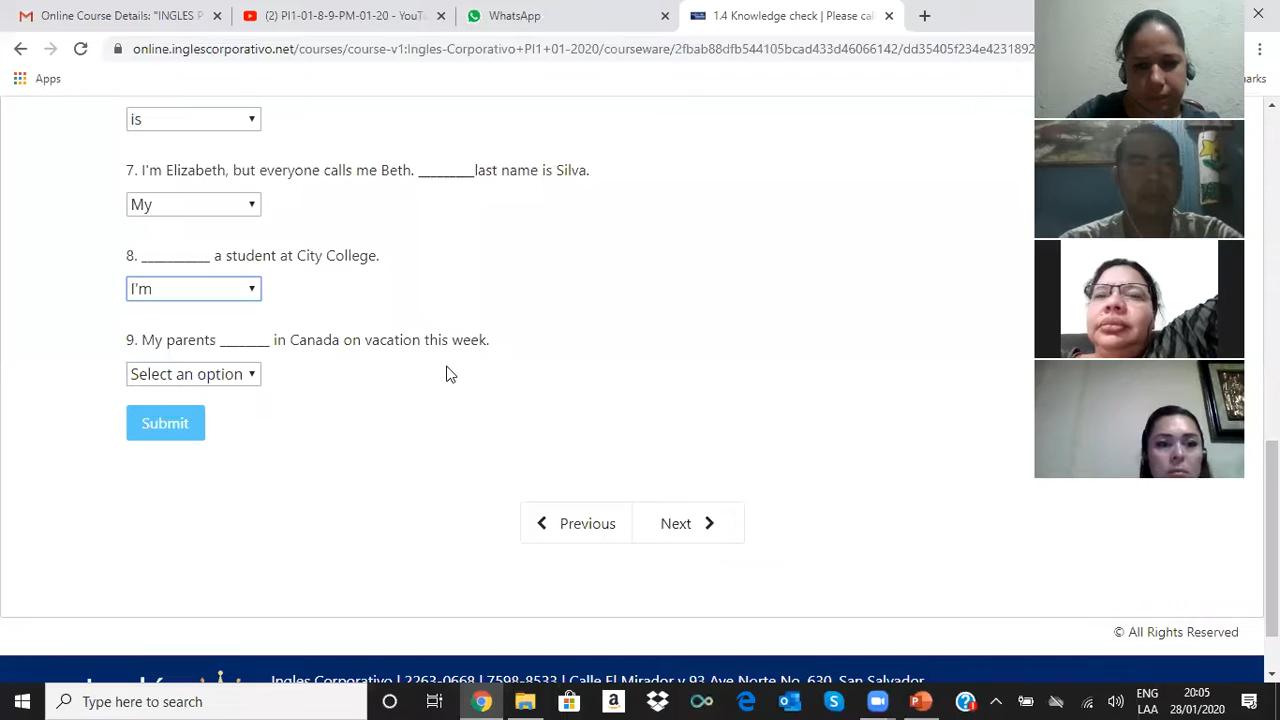 Online Course Details: "INGLES P
(2) PI1-01-8-9-PM-01-20 - YouTu
WhatsApp
1.4 Knowledge check | Please cal
online.inglescorporativo.net/courses/course-v1:Ingles-Corporativo+PI1+01-2020/courseware/2fbab88dfb544105bcad433d46066142/dd35405f234e4231892
Apps
is
7. I'm Elizabeth, but everyone calls me Beth. _________last name is Silva.
My
8. ___________ a student at City College.
I'm
9. My parents ________ in Canada on vacation this week.
Select an option
Submit
Previous
Next
© All Rights Reserved
Ingles Corporativo | 2263-0668 | 7598-8533 | Calle El Mirador y 93 Ave Norte No. 630, San Salvador
Type here to search
ENG
LAA
20:05
28/01/2020